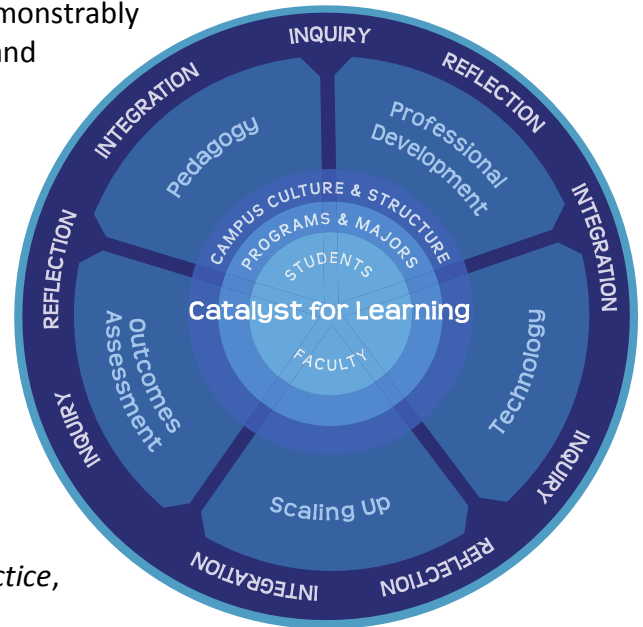 monstrably
and
INQUIRY
REFLECTION
INTEGRATION
INQUIRY
REFLECTION
INTEGRATION
INQUIRY
REFLECTION
INTEGRATION
Pedagogy
Professional
Development
Technology
Scaling Up
Outcomes
Assessment
CAMPUS CULTURE & STRUCTURE
PROGRAMS & MAJORS
STUDENTS
Catalyst for Learning
FACULTY
ctice,